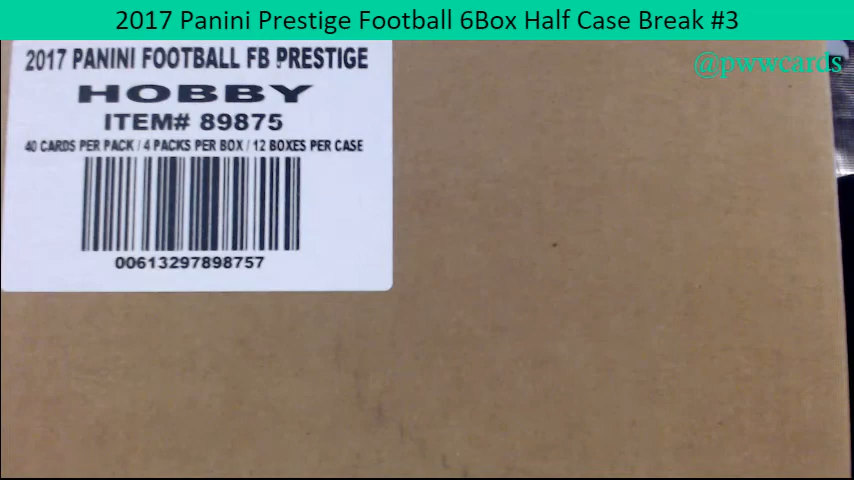 2017 Panini Prestige Football 6Box Half Case Break #3
@pwwcards
2017 PANINI FOOTBALL FB PRESTIGE
HOBBY
ITEM# 89875
40 CARDS PER PACK / 4 PACKS PER BOX / 12 BOXES PER CASE
00613297898757